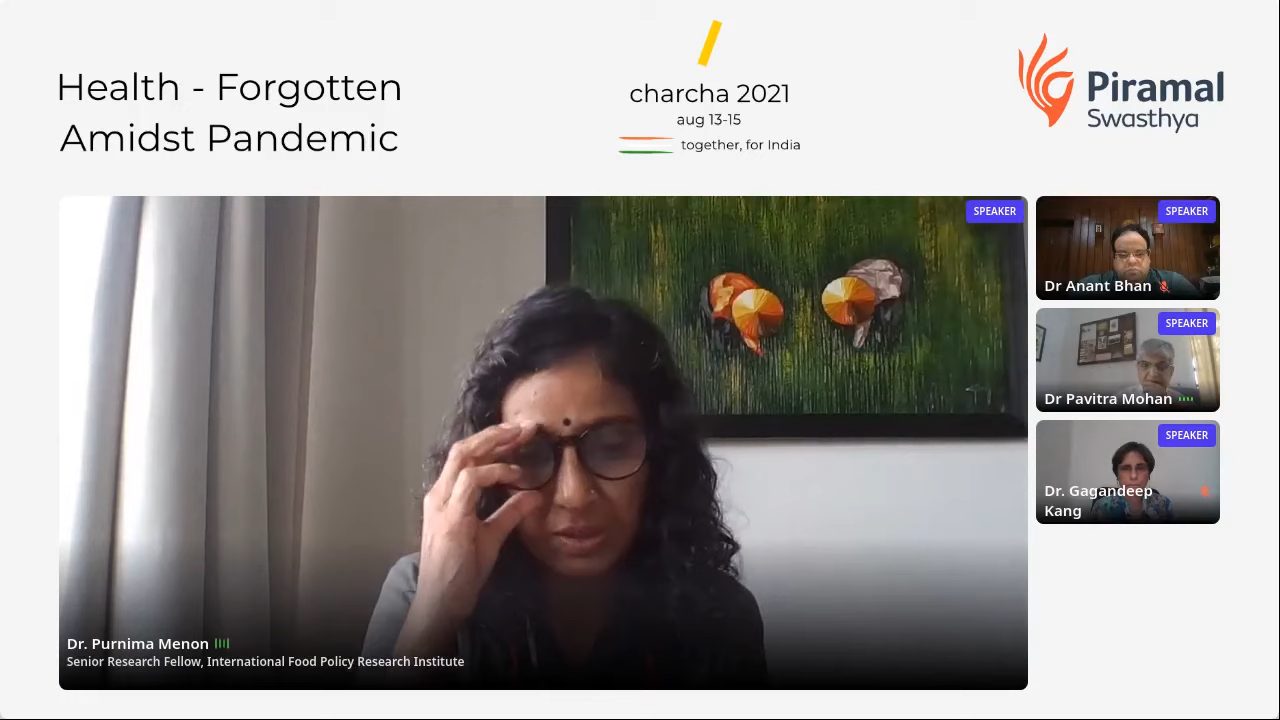 Health - Forgotten
Amidst Pandemic
charcha 2021
aug 13-15
together, for India
Piramal
Swasthya
SPEAKER
Dr. Purnima Menon
Senior Research Fellow, International Food Policy Research Institute
SPEAKER
Dr Anant Bhan
SPEAKER
Dr Pavitra Mohan
SPEAKER
Dr. Gagandeep
Kang